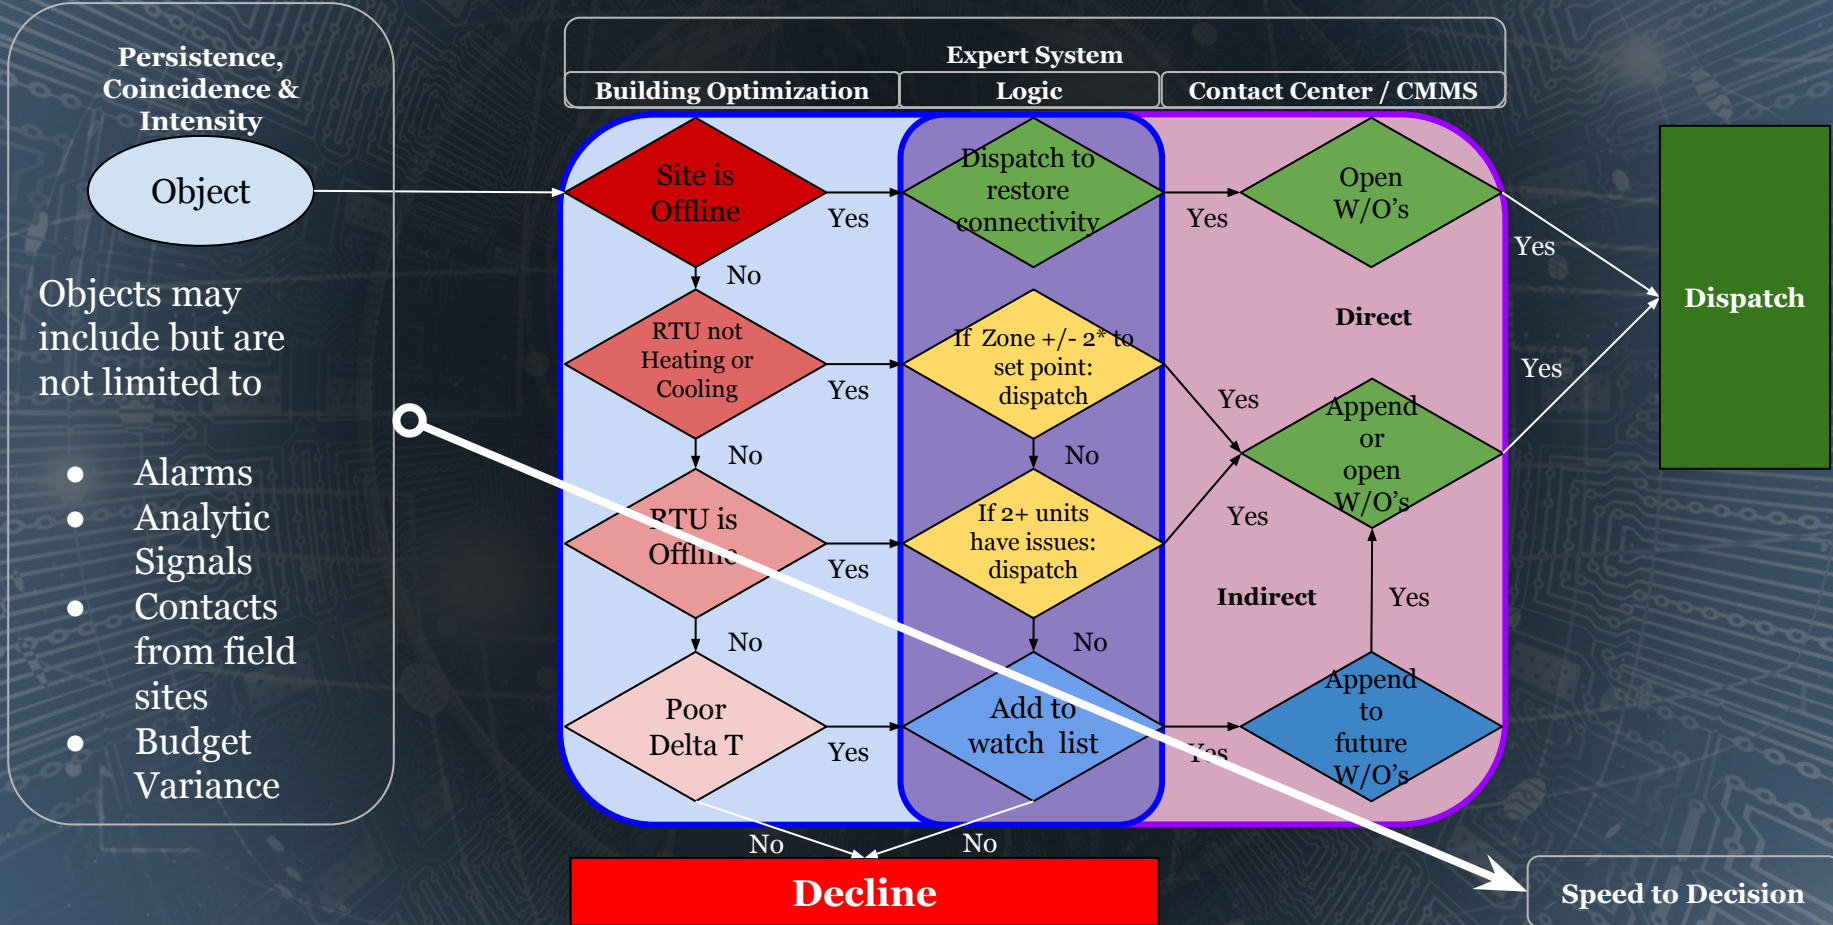 Persistence,
Coincidence &
Intensity
Object
Objects may
include but are
not limited to
● Alarms
● Analytic
Signals
● Contacts
from field
sites
● Budget
Variance
Expert System
Building Optimization
Logic
Contact Center / CMMS
Site is
Offline
Yes
Dispatch to
restore
connectivity
Yes
Open
W/O's
Yes
No
RTU not
Heating or
Cooling
Yes
If Zone +/- 2* to
set point:
dispatch
Yes
Direct
Append
or
open
W/O's
Yes
Dispatch
No
No
RTU is
Offline
Yes
If 2+ units
have issues:
dispatch
Yes
Indirect
Yes
No
No
Poor
Delta T
Yes
Add to
watch list
Yes
Append
to
future
W/O's
No
No
Decline
Speed to Decision